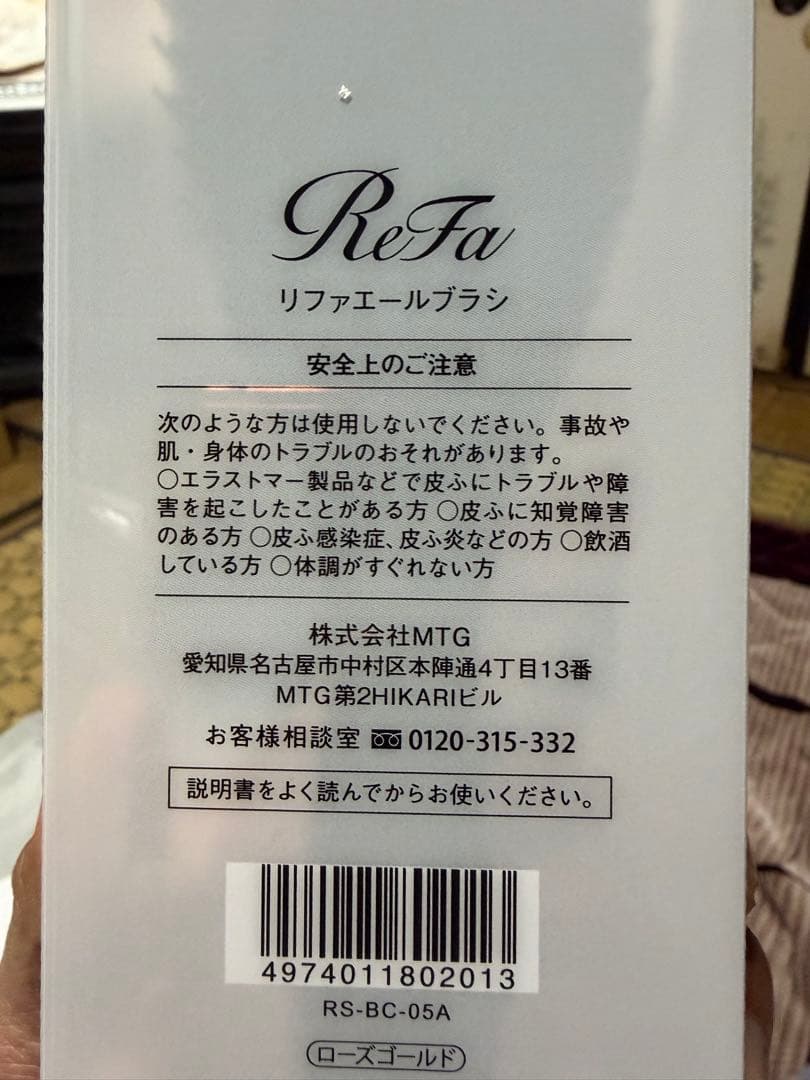 ReFa
リファエールブラシ
安全上のご注意
次のような方は使用しないでください。事故や
肌・身体のトラブルのおそれがあります。
○エラストマー製品などで皮ふにトラブルや障
害を起こしたことがある方 ○皮ふに知覚障害
のある方 ○皮ふ感染症、皮ふ炎などの方 ○飲酒
している方 ○体調がすぐれない方
株式会社MTG
愛知県名古屋市中村区本陣通4丁目13番
MTG第2HIKARIビル
お客様相談室 0120-315-332
説明書をよく読んでからお使いください。
4974011802013
RS-BC-05A
ローズゴールド